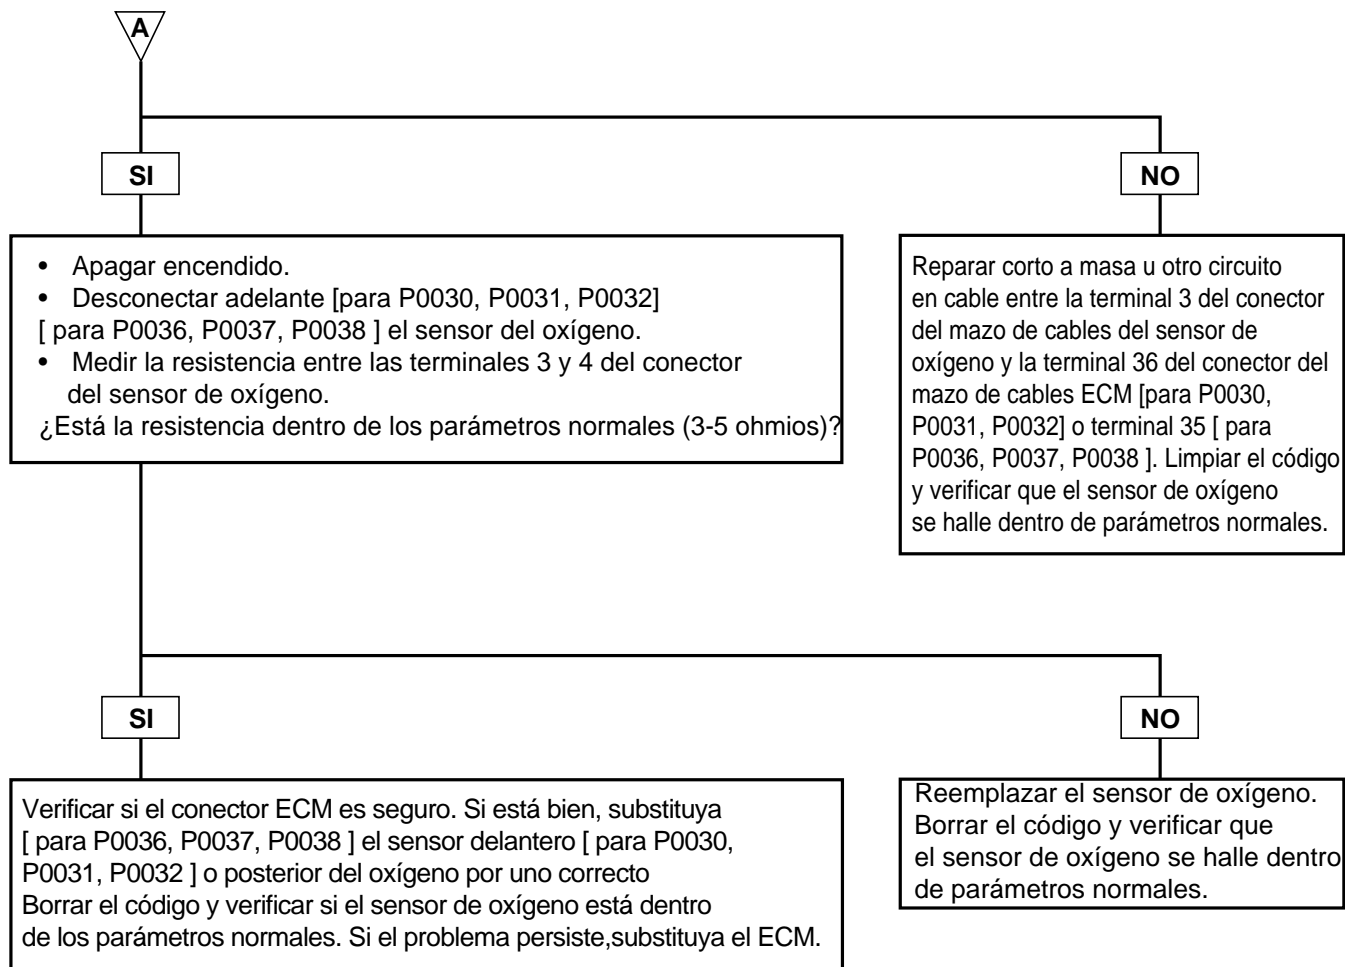 A
SI
NO
• Apagar encendido.
• Desconectar adelante [para P0030, P0031, P0032]
[ para P0036, P0037, P0038 ] el sensor del oxígeno.
• Medir la resistencia entre las terminales 3 y 4 del conector
del sensor de oxígeno.
¿Está la resistencia dentro de los parámetros normales (3-5 ohmios)?
Reparar corto a masa u otro circuito
en cable entre la terminal 3 del conector
del mazo de cables del sensor de
oxígeno y la terminal 36 del conector del
mazo de cables ECM [para P0030,
P0031, P0032] o terminal 35 [ para
P0036, P0037, P0038 ]. Limpiar el código
y verificar que el sensor de oxígeno
se halle dentro de parámetros normales.
SI
NO
Verificar si el conector ECM es seguro. Si está bien, substituya
[ para P0036, P0037, P0038 ] el sensor delantero [ para P0030,
P0031, P0032 ] o posterior del oxígeno por uno correcto
Borrar el código y verificar si el sensor de oxígeno está dentro
de los parámetros normales. Si el problema persiste,substituya el ECM.
Reemplazar el sensor de oxígeno.
Borrar el código y verificar que
el sensor de oxígeno se halle dentro
de parámetros normales.